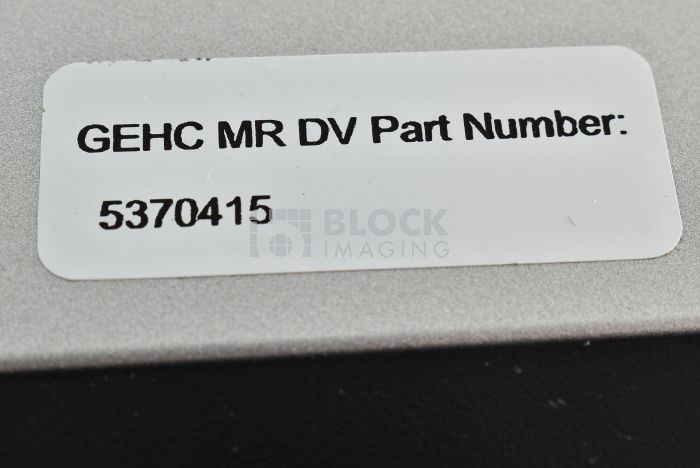 GEHC MR DV Part Number:
5370415
BLOCK
IMAGING